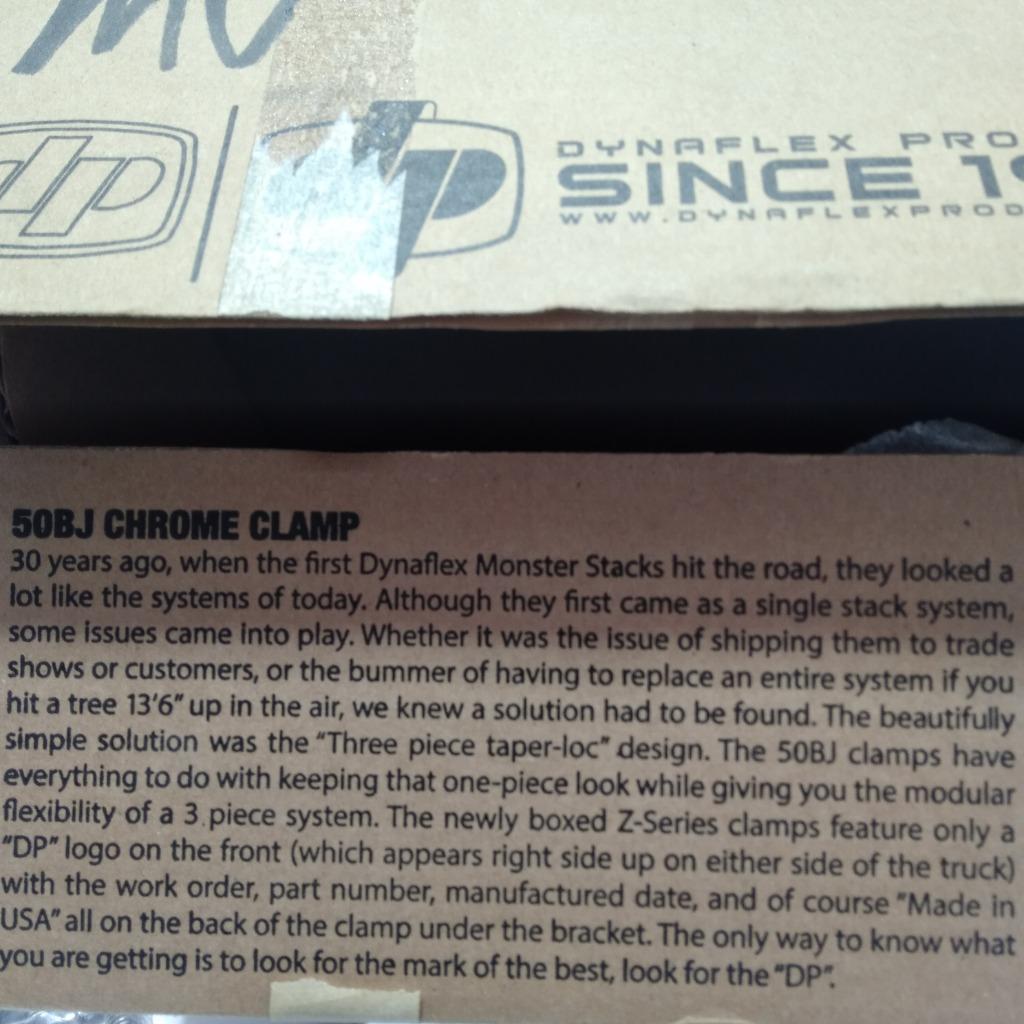 dp
dp
DYNAFLEX PRO
SINCE 19
WWW.DYNAFLEXPROD
50BJ CHROME CLAMP
30 years ago, when the first Dynaflex Monster Stacks hit the road, they looked a
lot like the systems of today. Although they first came as a single stack system,
some issues came into play. Whether it was the issue of shipping them to trade
shows or customers, or the bummer of having to replace an entire system if you
hit a tree 13'6" up in the air, we knew a solution had to be found. The beautifully
simple solution was the "Three piece taper-loc" design. The 50BJ clamps have
everything to do with keeping that one-piece look while giving you the modular
flexibility of a 3 piece system. The newly boxed Z-Series clamps feature only a
"DP" logo on the front (which appears right side up on either side of the truck)
with the work order, part number, manufactured date, and of course "Made in
USA" all on the back of the clamp under the bracket. The only way to know what
you are getting is to look for the mark of the best, look for the "DP".